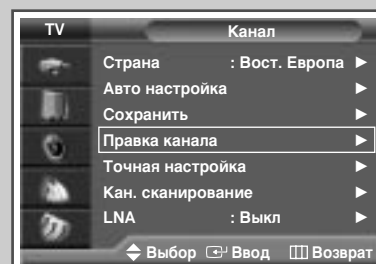 TV Канал
Страна : Вост. Европа ►
Авто настройка ►
Сохранить ►
Правка канала ►
Точная настройка ►
Кан. сканирование ►
LNA : Выкл ►
Выбор Ввод Возврат